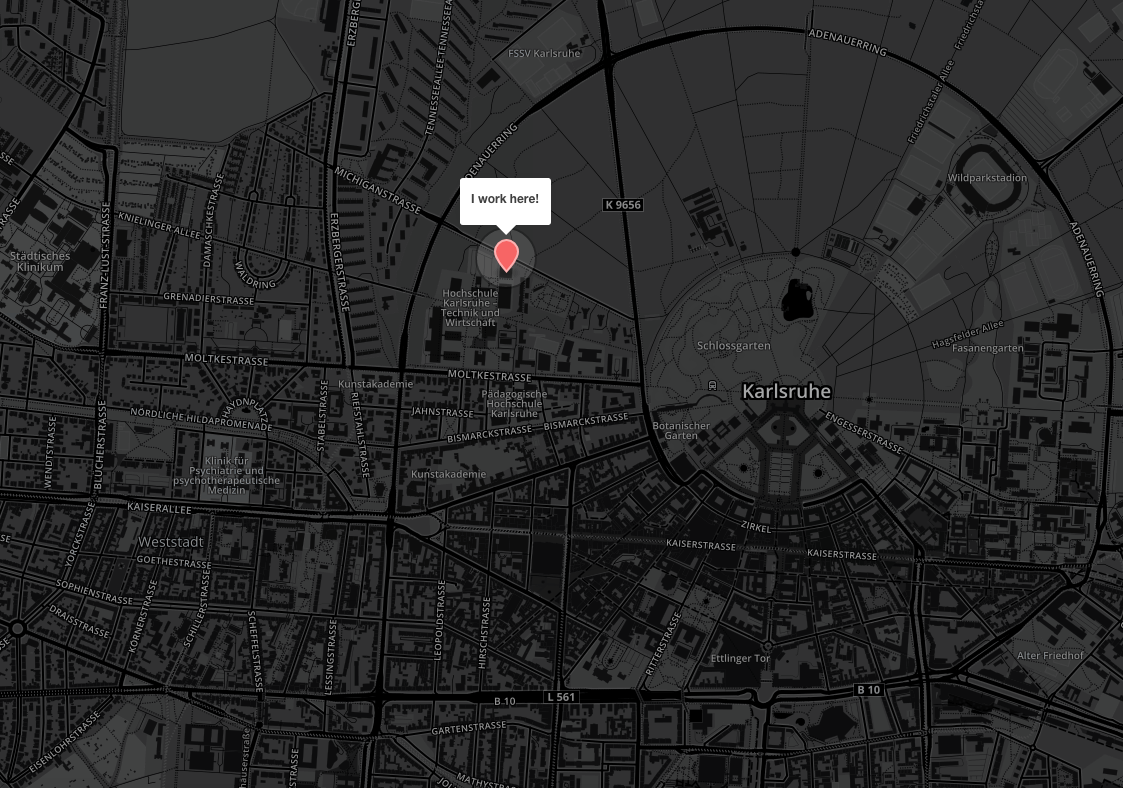 ADENAUERRING
FSSV Karlsruhe
TENNESSEEALLEE
ADENAUERRING
Friedrichstaler Allee
MICHIGANSTRASSE
I work here!
K 9656
Wildparkstadion
KNIELINGER ALLEE
DAMASCHKESTRASSE
FRANZ-LUST-STRASSE
ERZBERGERSTRASSE
ADENAUERRING
Städtisches
Klinikum
WALDRING
GRENADIERSTRASSE
Hochschule
Karlsruhe –
Technik und
Wirtschaft
Schlossgarten
Hagsfelder Allee
Fasanengarten
MOLTKESTRASSE
MOLTKESTRASSE
Kunstakademie
Karlsruhe
Pädagogische
Hochschule
Karlsruhe
HAYDNPLATZ
JAHNSTRASSE
NÖRDLICHE HILDAPROMENADE
STABELSTRASSE
RIEFSTAHLSTRASSE
BISMARCKSTRASSE
BISMARCKSTRASSE
Botanischer
Garten
ENGESSERSTRASSE
WENDTSTRASSE
BLÜCHERSTRASSE
Klinik für
Psychiatrie und
psychotherapeutische
Medizin
Kunstakademie
KAISERALLEE
ZIRKEL
YORCKSTRASSE
Weststadt
KAISERSTRASSE
KAISERSTRASSE
GOETHESTRASSE
SOPHIENSTRASSE
DRAISSTRASSE
KÖRNERSTRASSE
SCHILLERSTRASSE
SCHEFFELSTRASSE
LESSINGSTRASSE
LEOPOLDSTRASSE
HIRSCHSTRASSE
RITTERSTRASSE
Ettlinger Tor
Alter Friedhof
B 10
L 561
B 10
EISENLOHRSTRASSE
GARTENSTRASSE
MATHYSTRASSE